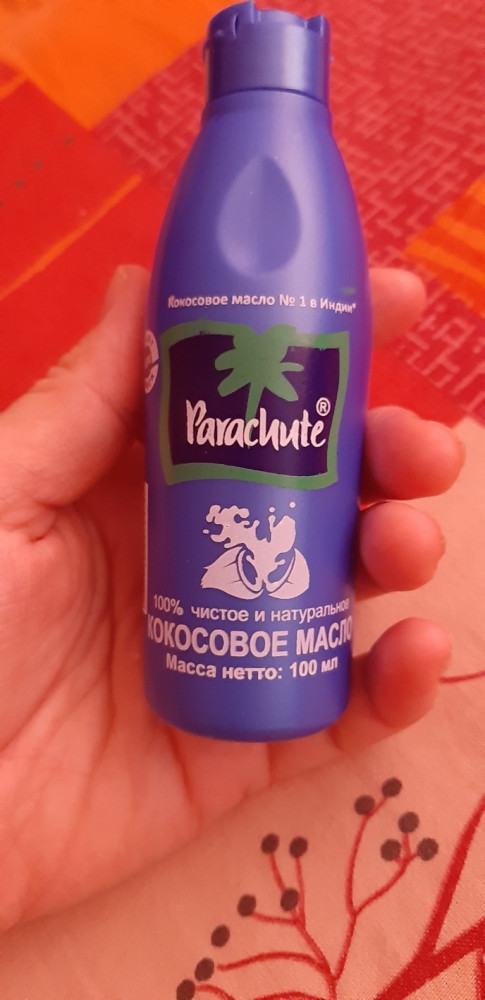 Кокосовое масло № 1 в Индии*
Parachute®
100% чистое и натуральное
КОКОСОВОЕ МАСЛО
Масса нетто: 100 мл